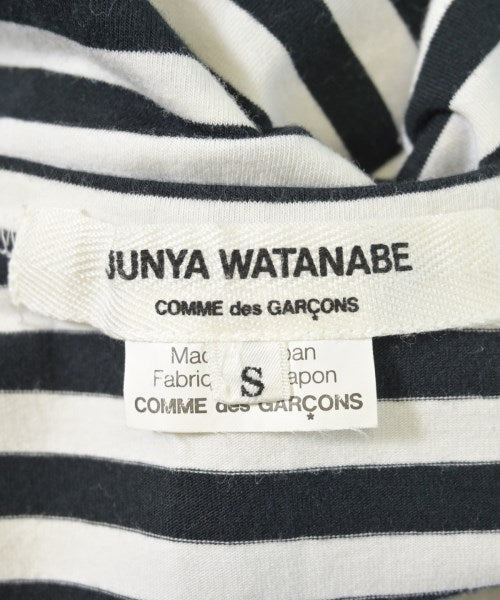 JUNYA WATANABE
COMME des GARÇONS
S
COMME des GARÇONS